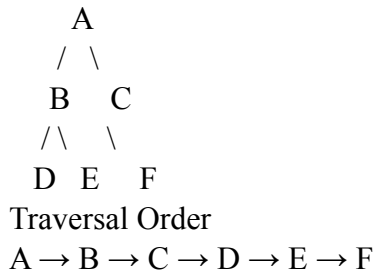 A
/ \
B C
/ \ \
D E F
Traversal Order
A → B → C → D → E → F